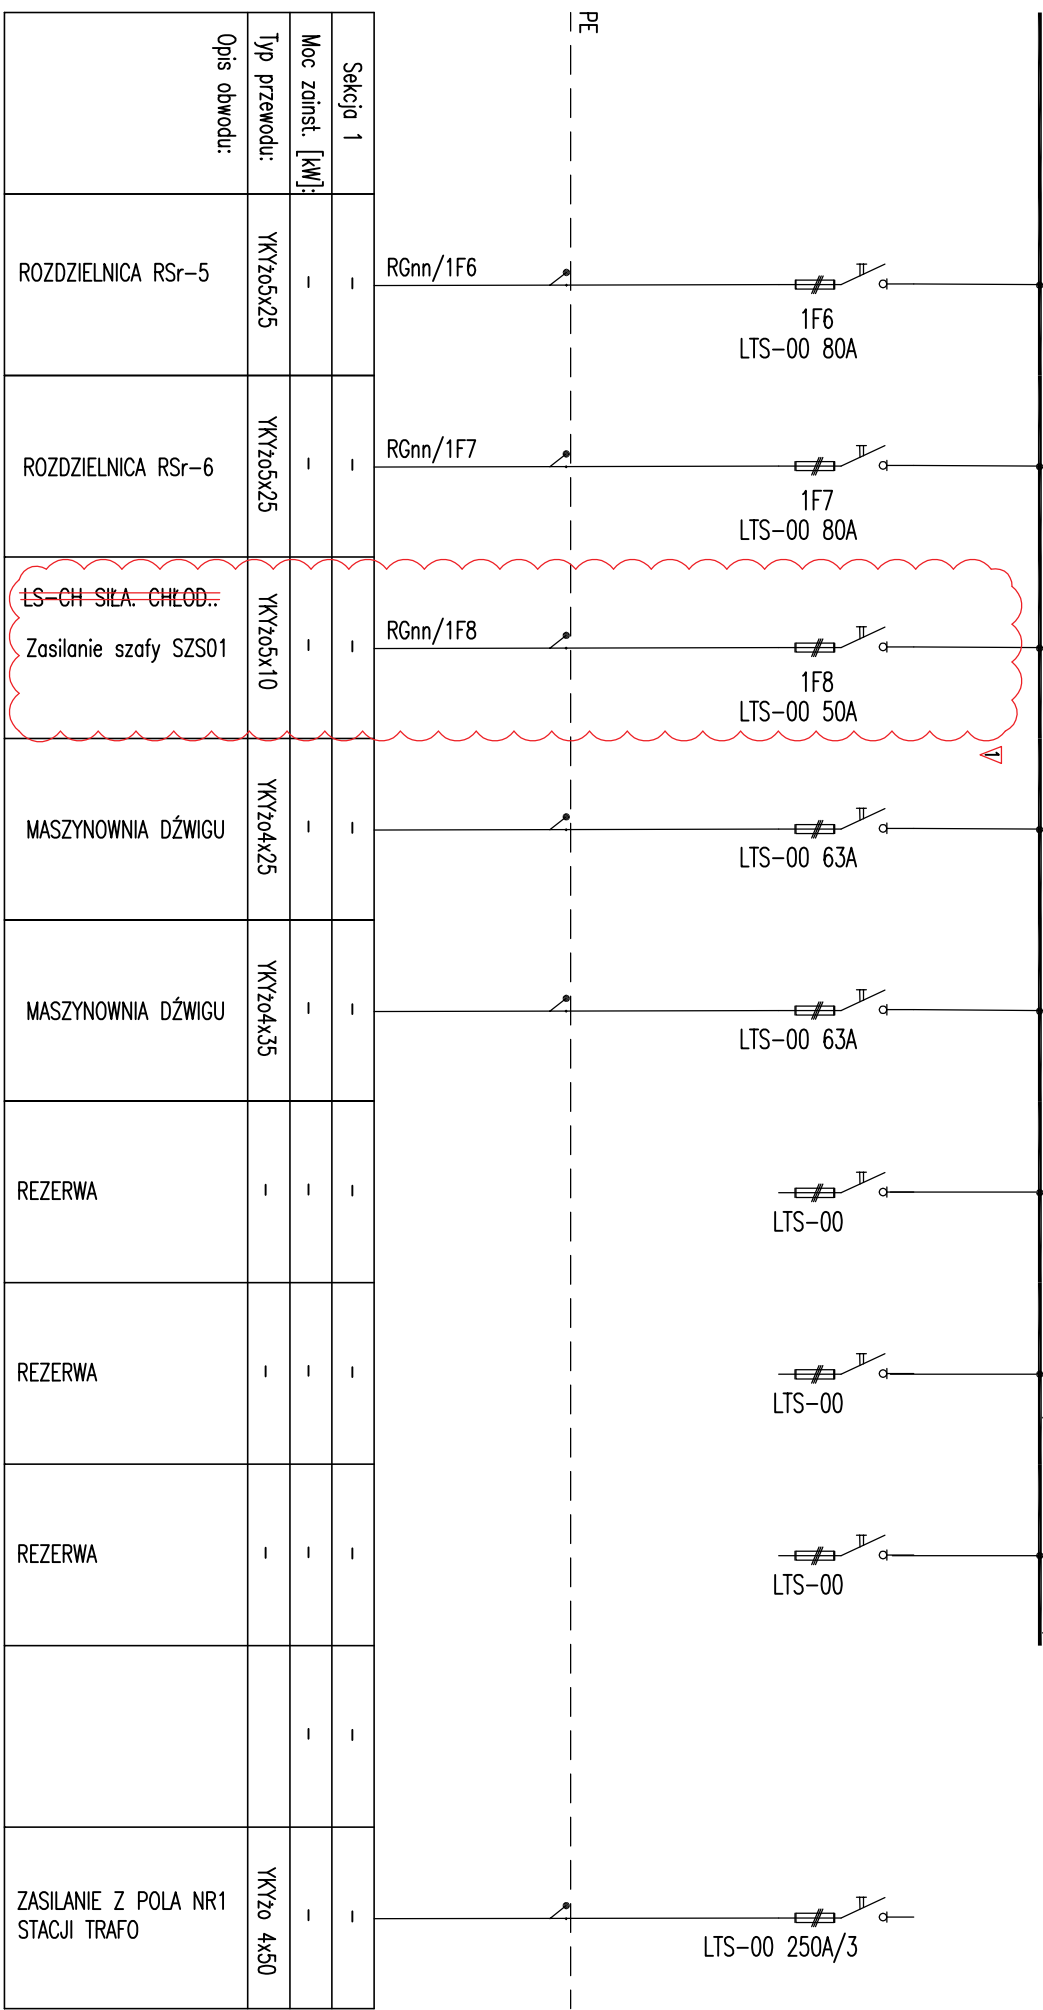 PE
Sekcja 1
Moc zainst. [kW]:
Typ przewodu:
Opis obwodu:
ROZDZIELNICA RSr-5
YKYżo5x25
-
-
RGnn/1F6
1F6
LTS-00 80A
ROZDZIELNICA RSr-6
YKYżo5x25
-
-
RGnn/1F7
1F7
LTS-00 80A
LS-CH SIŁA. CHŁOD..
Zasilanie szafy SZS01
YKYżo5x10
-
-
RGnn/1F8
1F8
LTS-00 50A
1
MASZYNOWNIA DŹWIGU
YKYżo4x25
-
-
LTS-00 63A
MASZYNOWNIA DŹWIGU
YKYżo4x35
-
-
LTS-00 63A
REZERWA
-
-
-
LTS-00
REZERWA
-
-
-
LTS-00
REZERWA
-
-
-
LTS-00
-
-
ZASILANIE Z POLA NR1
STACJI TRAFO
YKYżo 4x50
-
-
LTS-00 250A/3